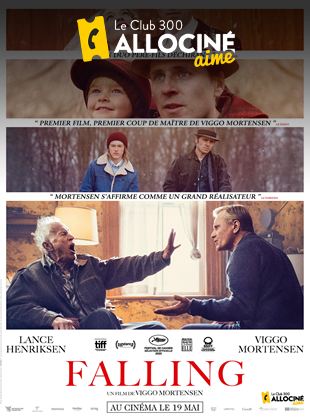 Le Club 300
ALLOCINÉ
aime
" PREMIER FILM, PREMIER COUP DE MAÎTRE DE VIGGO MORTENSEN "
" MORTENSEN S'AFFIRME COMME UN GRAND RÉALISATEUR "
LANCE
HENRIKSEN
VIGGO
MORTENSEN
FALLING
UN FILM DE VIGGO MORTENSEN
AU CINÉMA LE 19 MAI
Le Club 300
ALLOCINÉ
aime